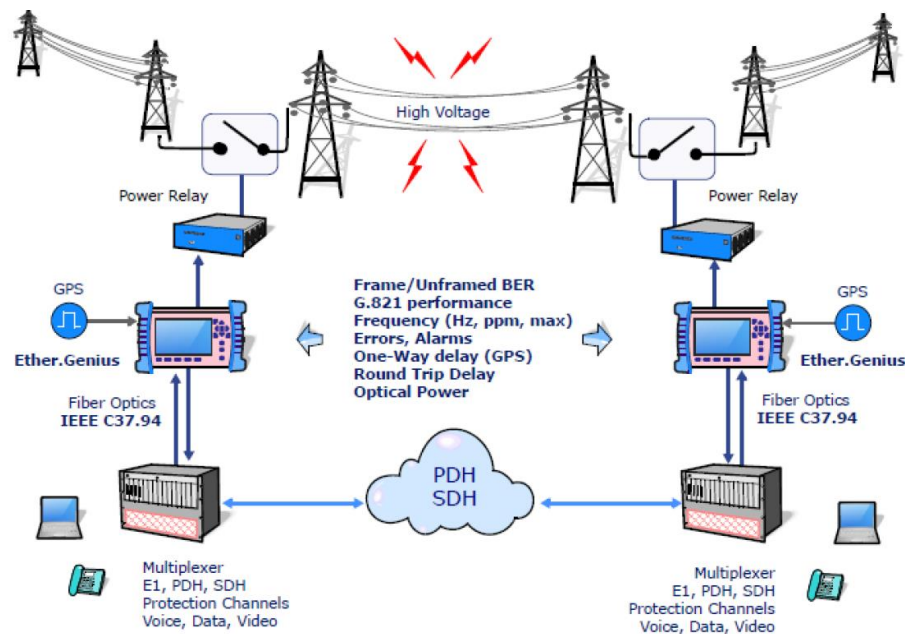 High Voltage
Power Relay
Power Relay
GPS
Ether.Genius
Frame/Unframed BER
G.821 performance
Frequency (Hz, ppm, max)
Errors, Alarms
One-Way delay (GPS)
Round Trip Delay
Optical Power
GPS
Ether.Genius
Fiber Optics
IEEE C37.94
Fiber Optics
IEEE C37.94
PDH
SDH
Multiplexer
E1, PDH, SDH
Protection Channels
Voice, Data, Video
Multiplexer
E1, PDH, SDH
Protection Channels
Voice, Data, Video